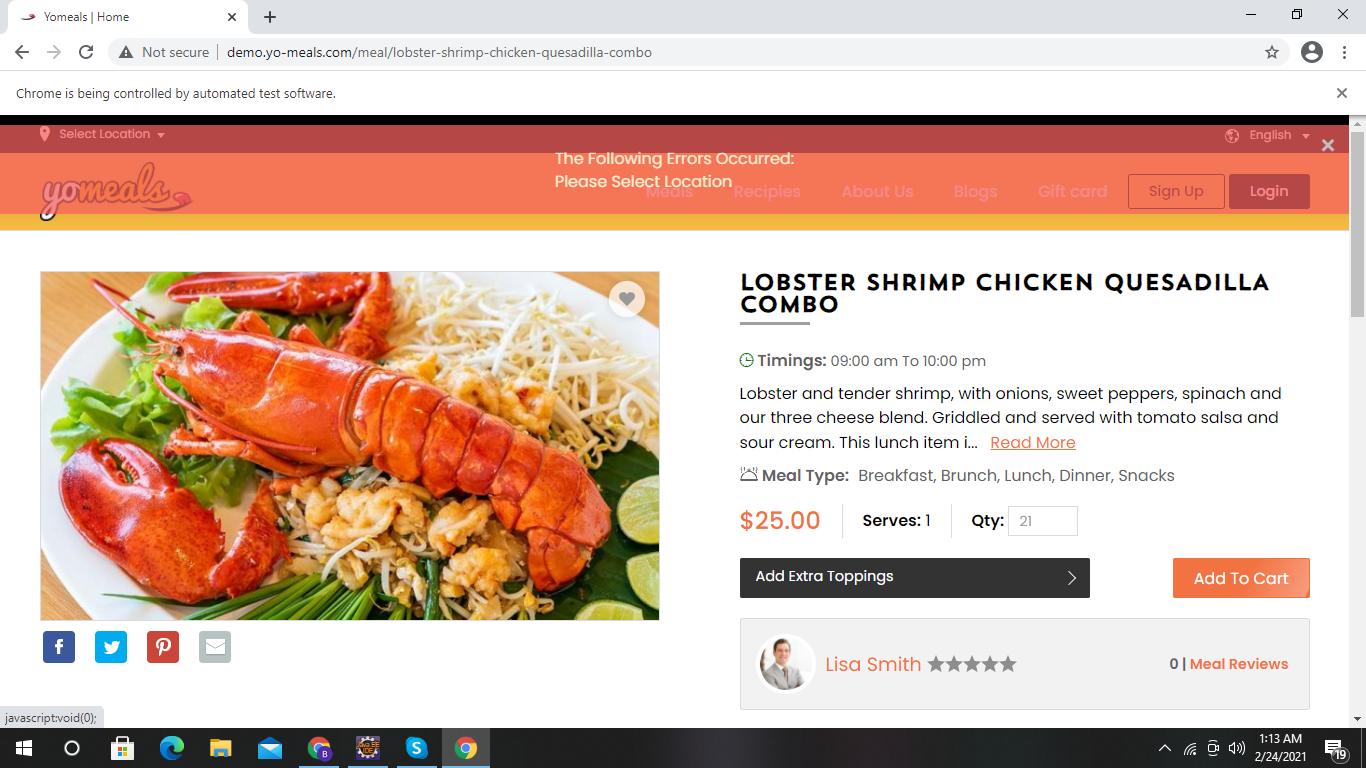 Yomeals | Home
Not secure
demo.yo-meals.com/meal/lobster-shrimp-chicken-quesadilla-combo
Chrome is being controlled by automated test software.
Select Location
English
The Following Errors Occurred:
Please Select Location
yomeals
Meals
Recipies
About Us
Blogs
Gift card
Sign Up
Login
LOBSTER SHRIMP CHICKEN QUESADILLA
COMBO
Timings: 09:00 am To 10:00 pm
Lobster and tender shrimp, with onions, sweet peppers, spinach and
our three cheese blend. Griddled and served with tomato salsa and
sour cream. This lunch item i... Read More
Meal Type: Breakfast, Brunch, Lunch, Dinner, Snacks
$25.00
Serves: 1
Qty: 21
Add Extra Toppings
Add To Cart
Lisa Smith
0 | Meal Reviews
javascript:void(0);
B
Java EE
IDE
1:13 AM
2/24/2021
19